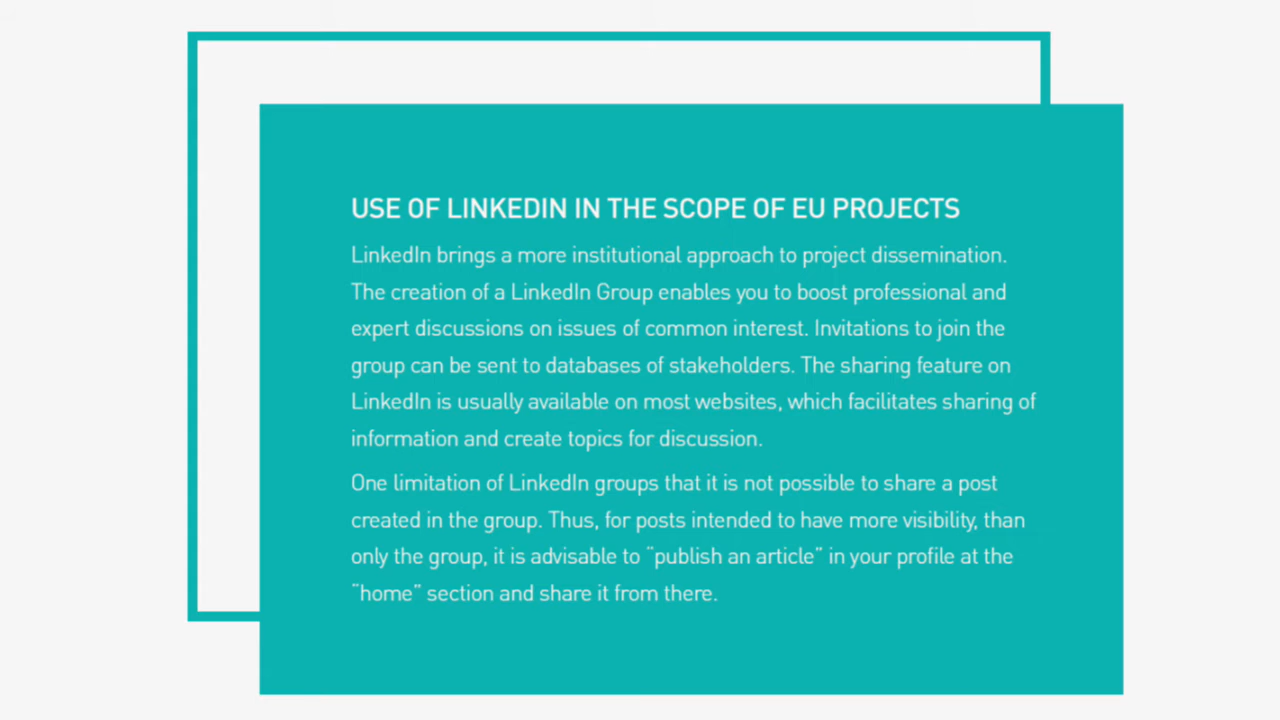 USE OF LINKEDIN IN THE SCOPE OF EU PROJECTS
LinkedIn brings a more institutional approach to project dissemination.
The creation of a LinkedIn Group enables you to boost professional and
expert discussions on issues of common interest. Invitations to join the
group can be sent to databases of stakeholders. The sharing feature on
LinkedIn is usually available on most websites, which facilitates sharing of
information and create topics for discussion.
One limitation of LinkedIn groups that it is not possible to share a post
created in the group. Thus, for posts intended to have more visibility, than
only the group, it is advisable to “publish an article” in your profile at the
“home” section and share it from there.